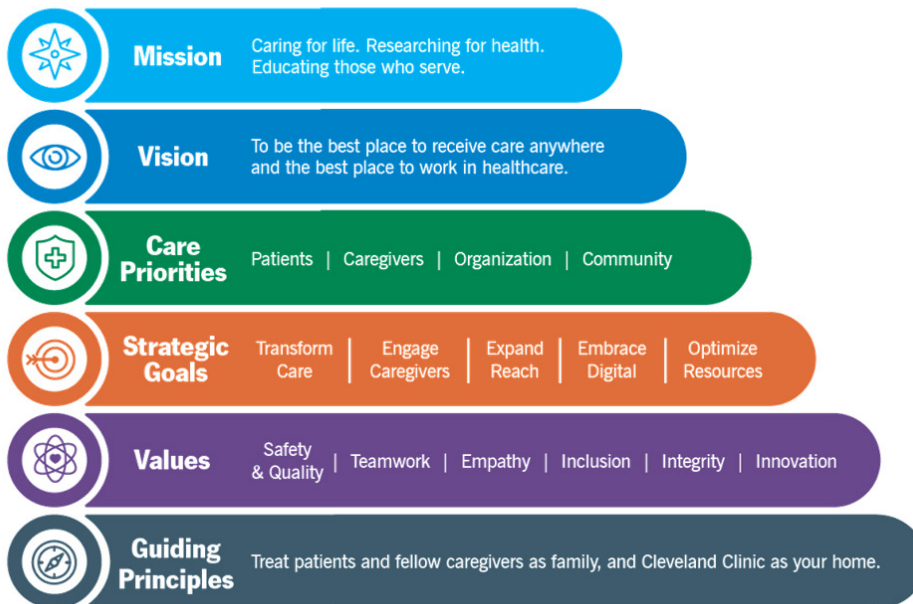 Mission
Caring for life. Researching for health.
Educating those who serve.
Vision
To be the best place to receive care anywhere
and the best place to work in healthcare.
Care
Priorities
Patients | Caregivers | Organization | Community
Strategic
Goals
Transform
Care
Engage
Caregivers
Expand
Reach
Embrace
Digital
Optimize
Resources
Values
Safety
& Quality | Teamwork | Empathy | Inclusion | Integrity | Innovation
Guiding
Principles
Treat patients and fellow caregivers as family, and Cleveland Clinic as your home.